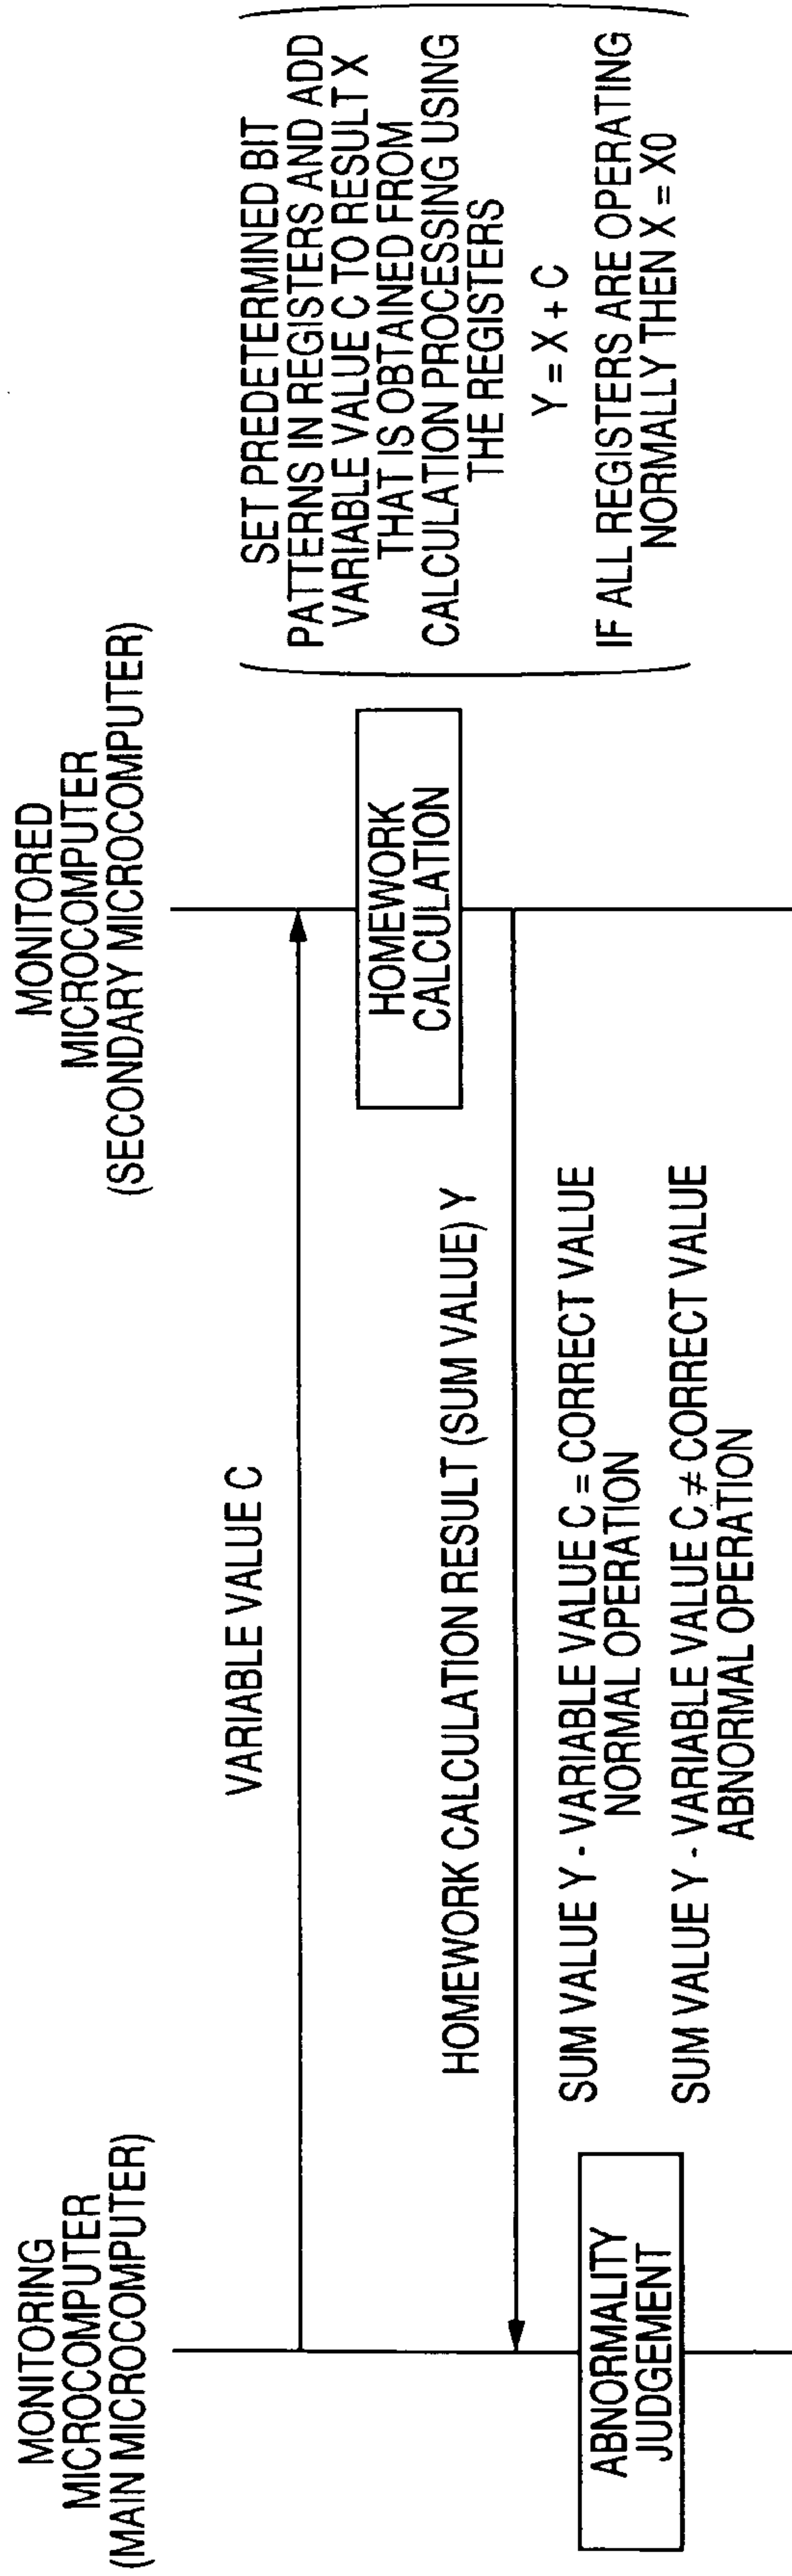 MONITORING
MICROCOMPUTER
(MAIN MICROCOMPUTER)
MONITORED
MICROCOMPUTER
(SECONDARY MICROCOMPUTER)
VARIABLE VALUE C
HOMEWORK
CALCULATION
SET PREDETERMINED BIT
PATTERNS IN REGISTERS AND ADD
VARIABLE VALUE C TO RESULT X
THAT IS OBTAINED FROM
CALCULATION PROCESSING USING
THE REGISTERS
Y = X + C
IF ALL REGISTERS ARE OPERATING
NORMALLY THEN X = X0
HOMEWORK CALCULATION RESULT (SUM VALUE) Y
ABNORMALITY
JUDGEMENT
SUM VALUE Y - VARIABLE VALUE C = CORRECT VALUE
NORMAL OPERATION
SUM VALUE Y - VARIABLE VALUE C ≠ CORRECT VALUE
ABNORMAL OPERATION